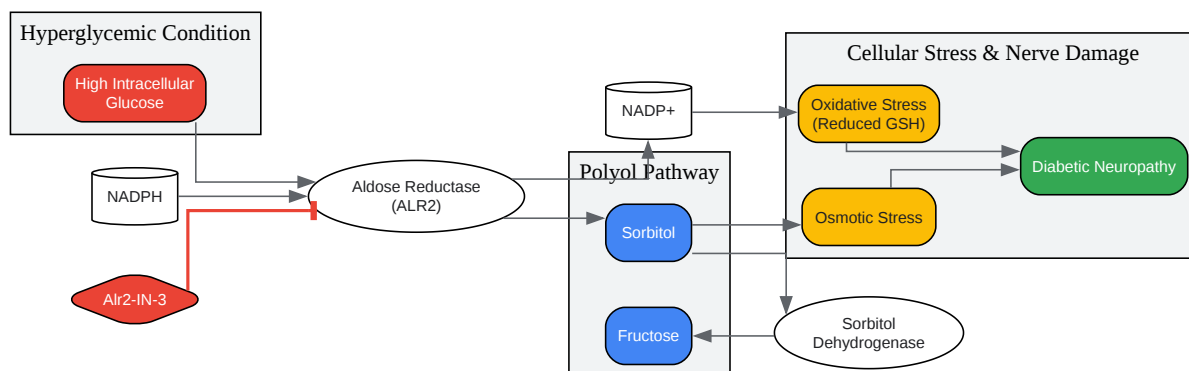 Hyperglycemic Condition
High Intracellular
Glucose
NADPH
Alr2-IN-3
Aldose Reductase
(ALR2)
NADP+
Polyol Pathway
Sorbitol
Fructose
Cellular Stress & Nerve Damage
Oxidative Stress
(Reduced GSH)
Osmotic Stress
Diabetic Neuropathy
Sorbitol
Dehydrogenase